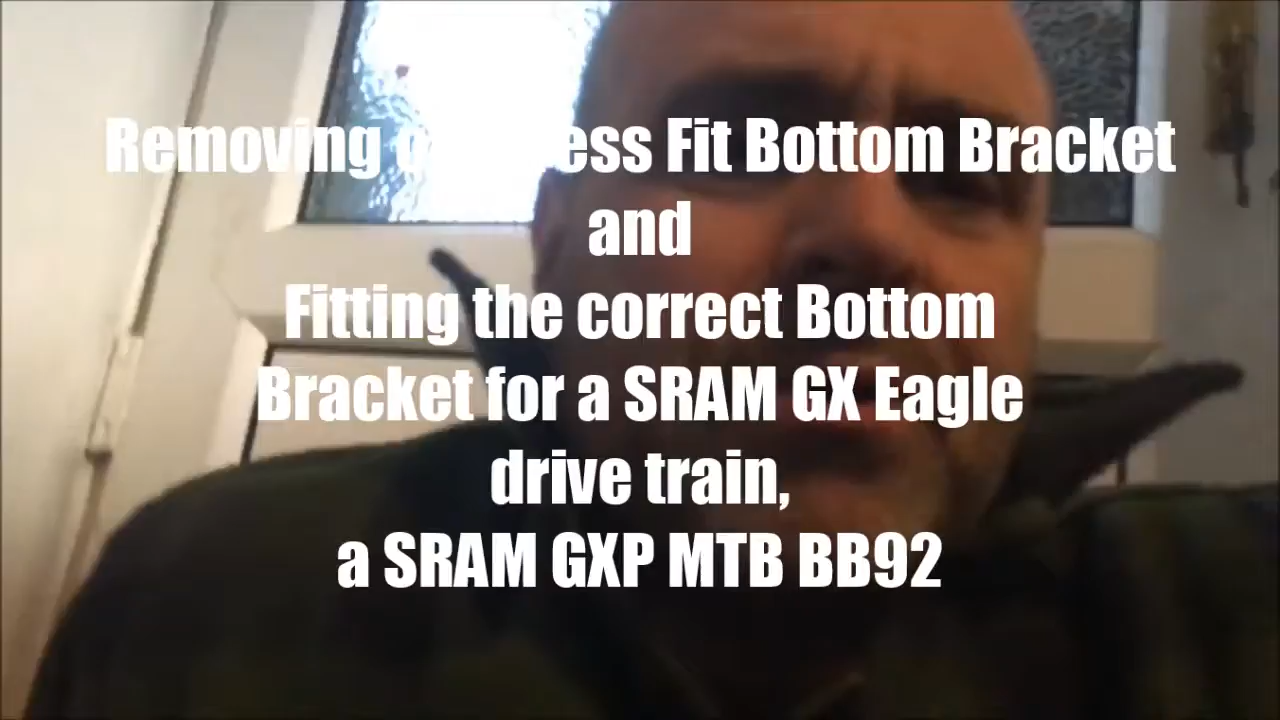 Removing Fit Bottom Bracket
and
Fitting the correct Bottom
Bracket for a SRAM GX Eagle
drive train,
a SRAM GXP MTB BB92